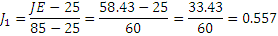 J₁ = (JE − 25)/(85 − 25) = (58.43 − 25)/60 = 33.43/60 = 0.557